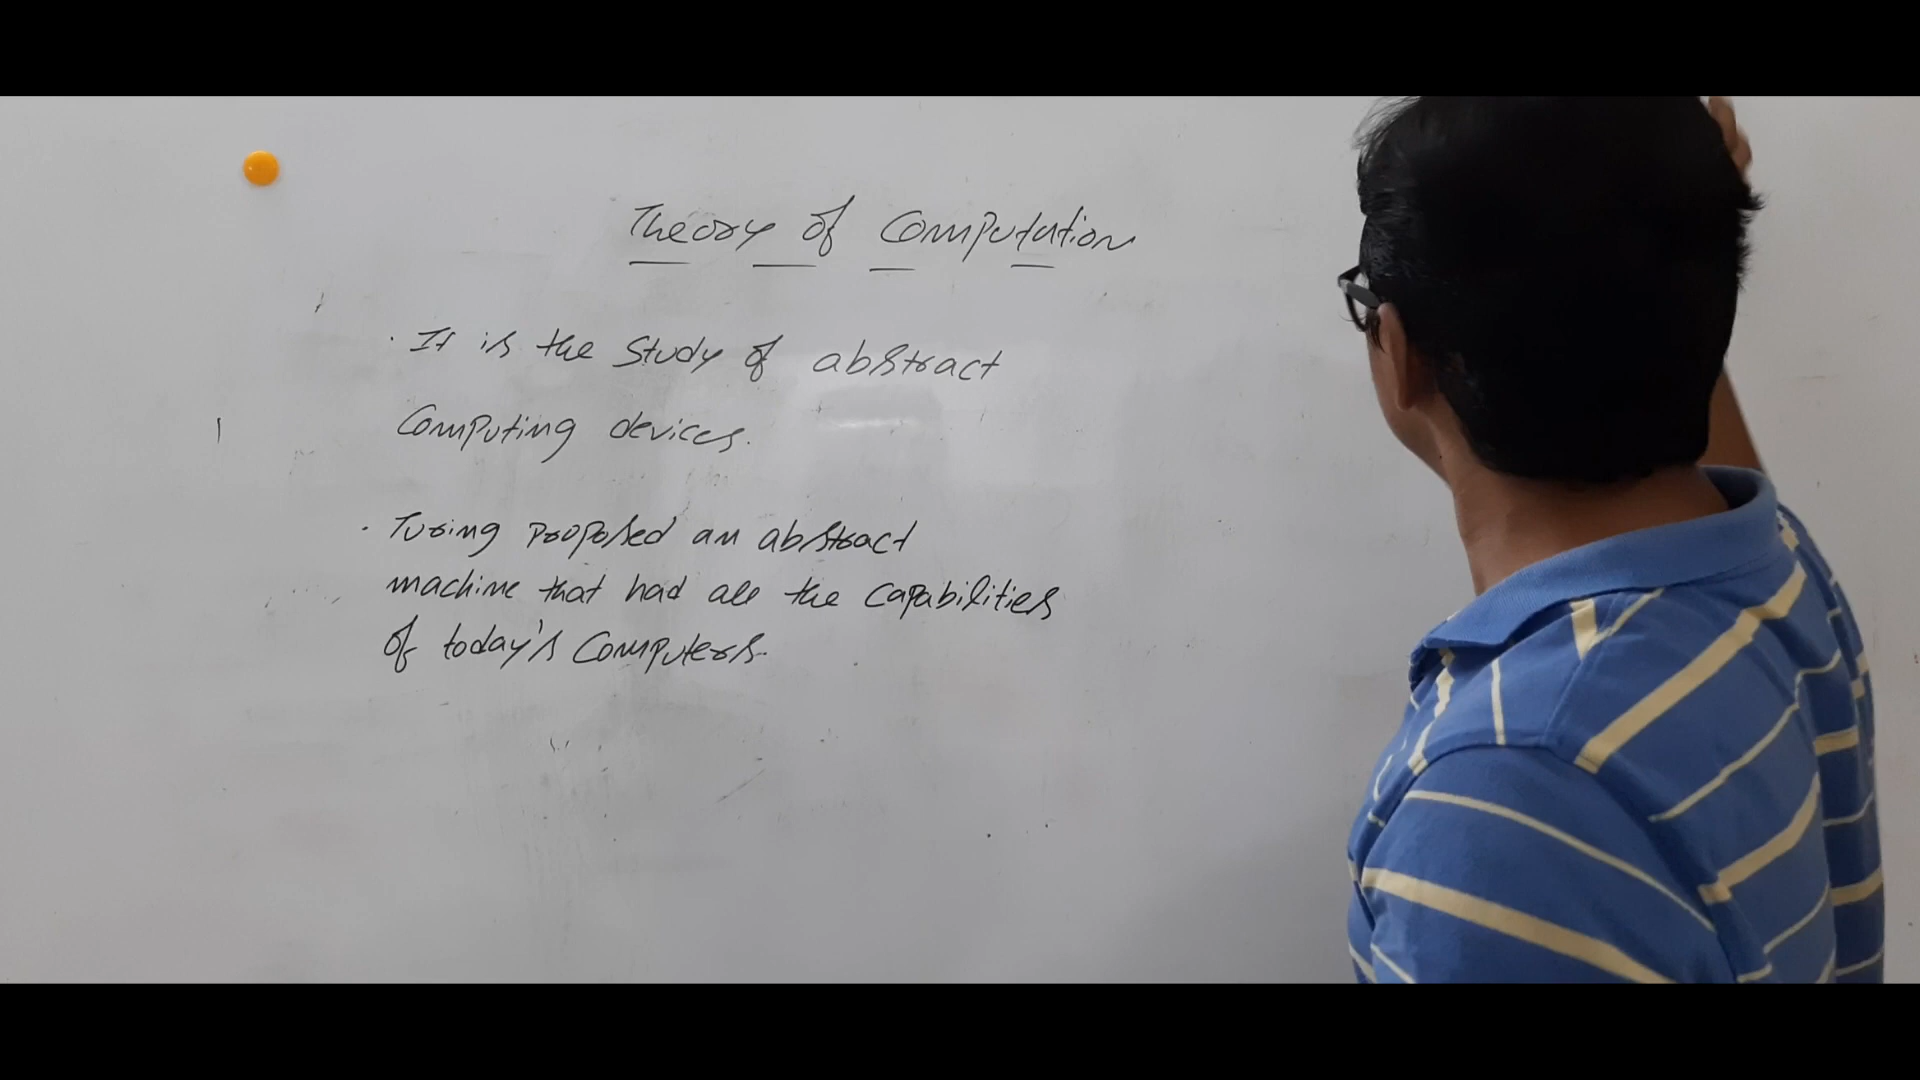 Theory of Computation
. It is the Study of abstract
Computing devices.
. Turing proposed an abstract
machine that had all the capabilities
of today's Computers.